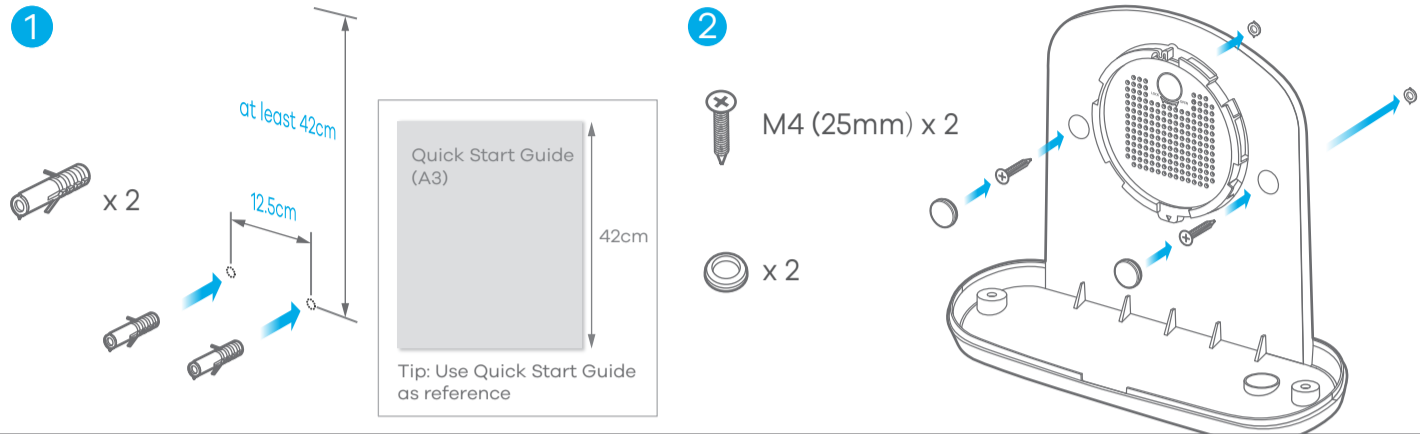 1
at least 42cm
x 2
12.5cm
Quick Start Guide
(A3)
42cm
Tip: Use Quick Start Guide
as reference
2
M4 (25mm) x 2
x 2